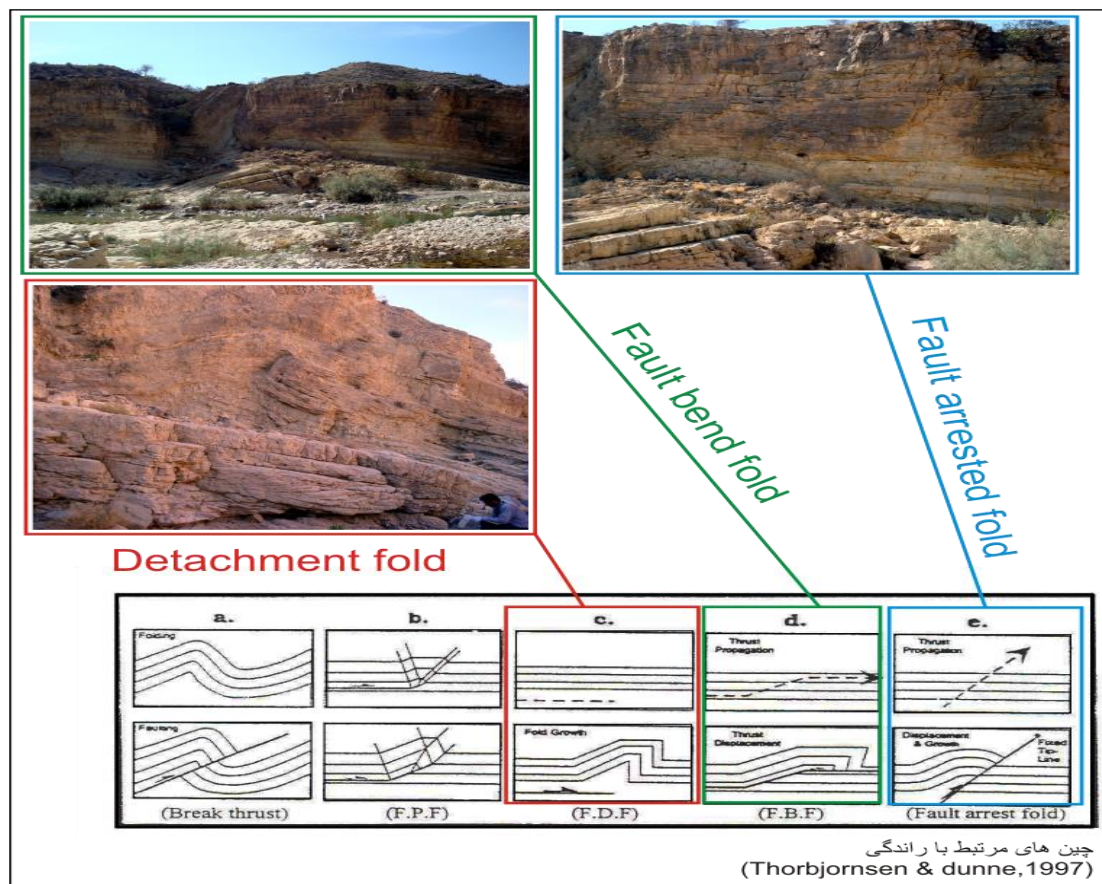 Fault bend fold
Fault arrested fold
Detachment fold
a.
b.
c.
d.
e.
Folding
Thrust
Propagation
Thrust
Propagation
Faulting
Fold Growth
Thrust
Displacement
Displacement
& Growth
Fixed
Tip-
Line
(Break thrust)
(F.P.F)
(F.D.F)
(F.B.F)
(Fault arrest fold)
چین های مرتبط با راندگی
(Thorbjornsen & dunne,1997)